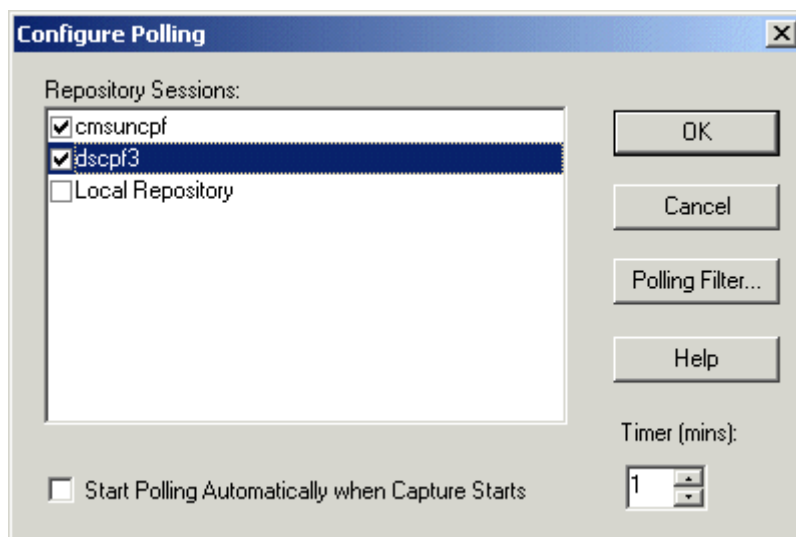 Configure Polling
Repository Sessions:
cmsuncpf
dscpf3
Local Repository
OK
Cancel
Polling Filter...
Help
Timer (mins):
1
Start Polling Automatically when Capture Starts